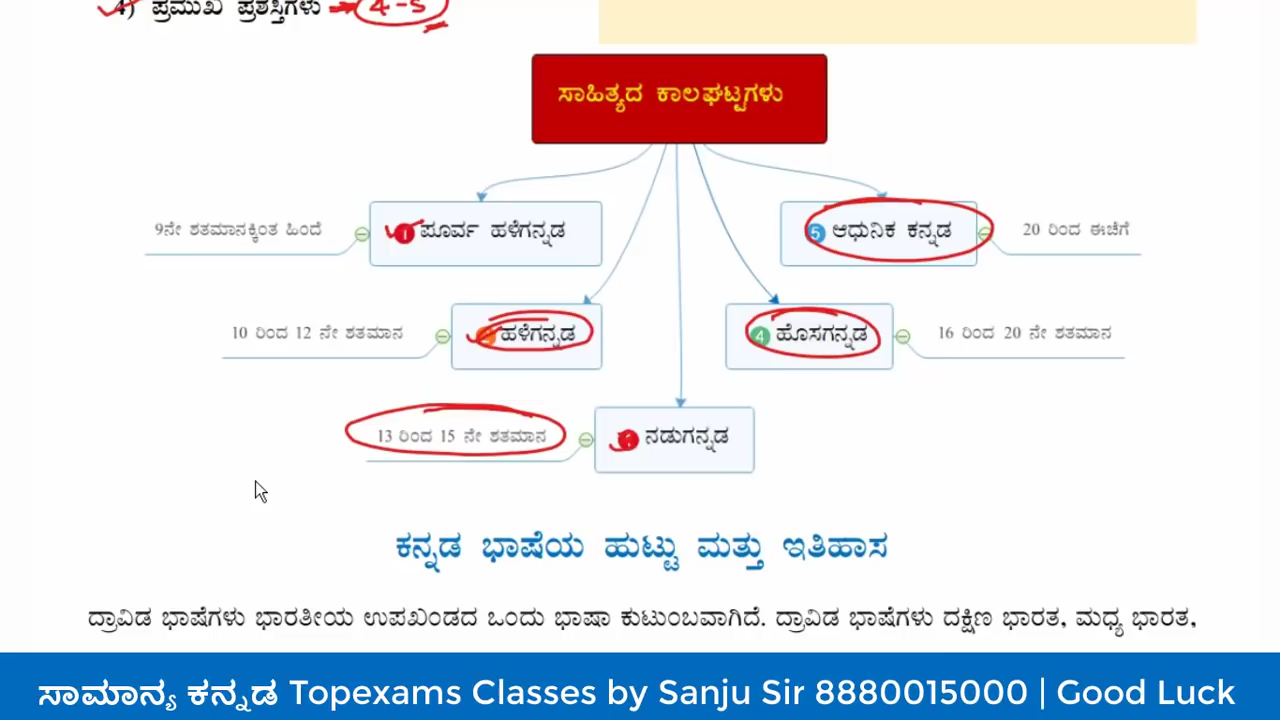 4) ಪ್ರಮುಖ ಪ್ರಶಸ್ತಿಗಳು 4-5
ಸಾಹಿತ್ಯದ ಕಾಲಘಟ್ಟಗಳು
9ನೇ ಶತಮಾನಕ್ಕಿಂತ ಹಿಂದೆ
1 ಪೂರ್ವ ಹಳೆಗನ್ನಡ
5 ಆಧುನಿಕ ಕನ್ನಡ
20 ರಿಂದ ಈಚೆಗೆ
10 ರಿಂದ 12 ನೇ ಶತಮಾನ
ಹಳೆಗನ್ನಡ
4 ಹೊಸಗನ್ನಡ
16 ರಿಂದ 20 ನೇ ಶತಮಾನ
13 ರಿಂದ 15 ನೇ ಶತಮಾನ
ನಡುಗನ್ನಡ
ಕನ್ನಡ ಭಾಷೆಯ ಹುಟ್ಟು ಮತ್ತು ಇತಿಹಾಸ
ದ್ರಾವಿಡ ಭಾಷೆಗಳು ಭಾರತೀಯ ಉಪಖಂಡದ ಒಂದು ಭಾಷಾ ಕುಟುಂಬವಾಗಿದೆ. ದ್ರಾವಿಡ ಭಾಷೆಗಳು ದಕ್ಷಿಣ ಭಾರತ, ಮಧ್ಯ ಭಾರತ,
ಸಾಮಾನ್ಯ ಕನ್ನಡ Topexams Classes by Sanju Sir 8880015000 | Good Luck